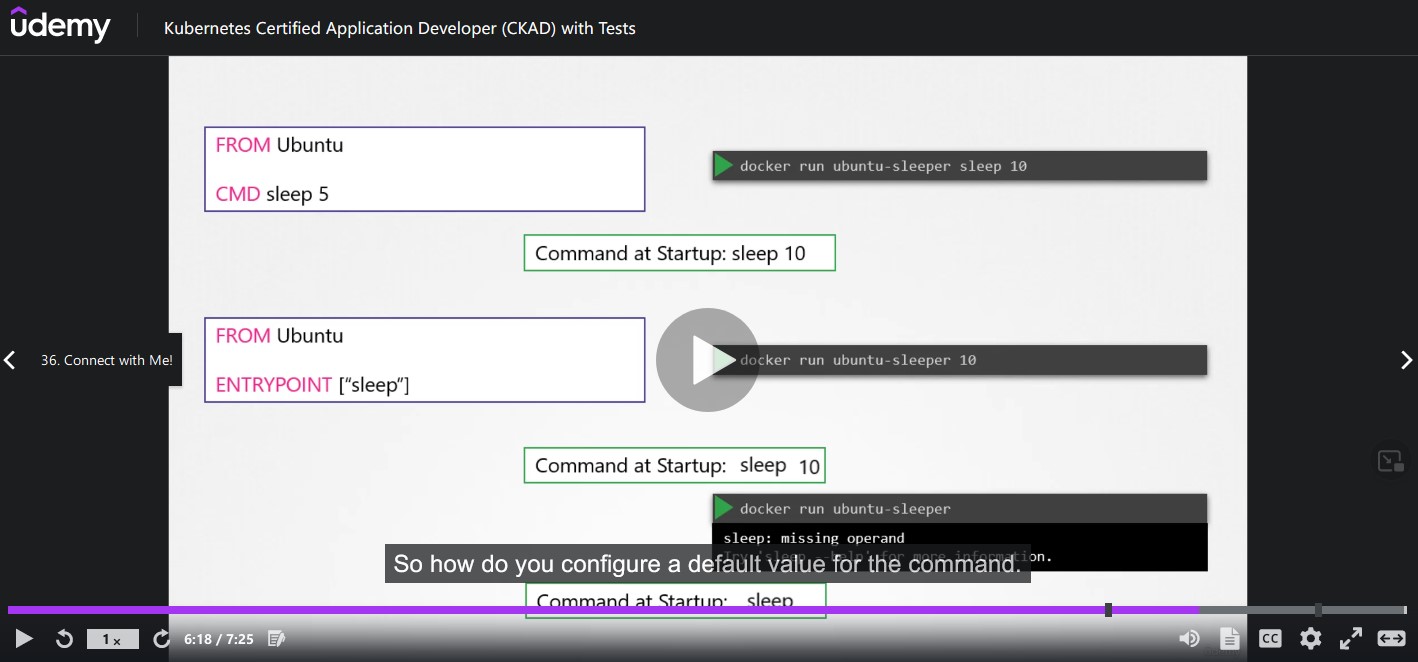 udemy
Kubernetes Certified Application Developer (CKAD) with Tests
FROM Ubuntu
CMD sleep 5
docker run ubuntu-sleeper sleep 10
Command at Startup: sleep 10
FROM Ubuntu
ENTRYPOINT [“sleep”]
docker run ubuntu-sleeper 10
36. Connect with Me!
Command at Startup: sleep 10
docker run ubuntu-sleeper
sleep: missing operand
Try 'sleep --help' for more information.
So how do you configure a default value for the command.
Command at Startup: sleep
1x
6:18 / 7:25
CC